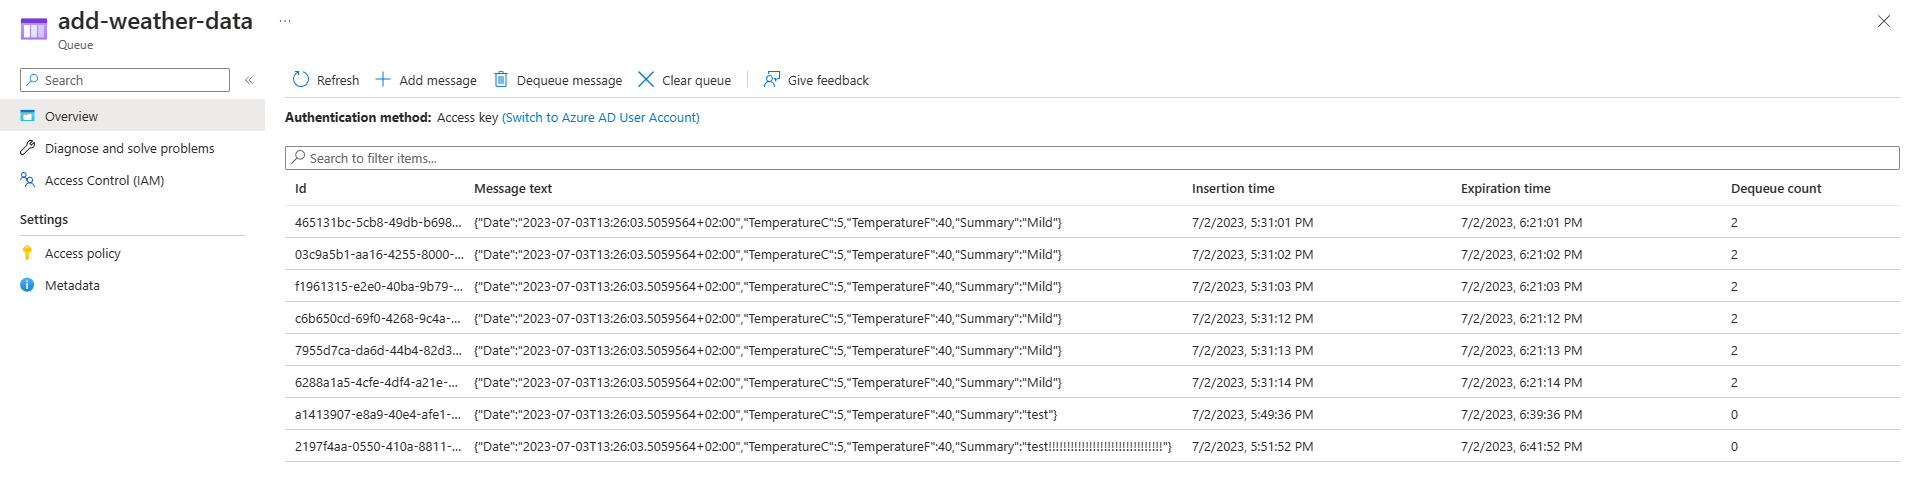 add-weather-data ...
Queue
Search «
Refresh Add message Dequeue message Clear queue Give feedback
Overview
Diagnose and solve problems
Access Control (IAM)
Settings
Access policy
Metadata
Authentication method: Access key (Switch to Azure AD User Account)
Search to filter items...
Id Message text Insertion time Expiration time Dequeue count
465131bc-5cb8-49db-b698... {"Date":"2023-07-03T13:26:03.5059564+02:00","TemperatureC":5,"TemperatureF":40,"Summary":"Mild"} 7/2/2023, 5:31:01 PM 7/2/2023, 6:21:01 PM 2
03c9a5b1-aa16-4255-8000-... {"Date":"2023-07-03T13:26:03.5059564+02:00","TemperatureC":5,"TemperatureF":40,"Summary":"Mild"} 7/2/2023, 5:31:02 PM 7/2/2023, 6:21:02 PM 2
f1961315-e2e0-40ba-9b79-... {"Date":"2023-07-03T13:26:03.5059564+02:00","TemperatureC":5,"TemperatureF":40,"Summary":"Mild"} 7/2/2023, 5:31:03 PM 7/2/2023, 6:21:03 PM 2
c6b650cd-69f0-4268-9c4a-... {"Date":"2023-07-03T13:26:03.5059564+02:00","TemperatureC":5,"TemperatureF":40,"Summary":"Mild"} 7/2/2023, 5:31:12 PM 7/2/2023, 6:21:12 PM 2
7955d7ca-da6d-44b4-82d3... {"Date":"2023-07-03T13:26:03.5059564+02:00","TemperatureC":5,"TemperatureF":40,"Summary":"Mild"} 7/2/2023, 5:31:13 PM 7/2/2023, 6:21:13 PM 2
6288a1a5-4cfe-4df4-a21e-... {"Date":"2023-07-03T13:26:03.5059564+02:00","TemperatureC":5,"TemperatureF":40,"Summary":"Mild"} 7/2/2023, 5:31:14 PM 7/2/2023, 6:21:14 PM 2
a1413907-e8a9-40e4-afe1-... {"Date":"2023-07-03T13:26:03.5059564+02:00","TemperatureC":5,"TemperatureF":40,"Summary":"test"} 7/2/2023, 5:49:36 PM 7/2/2023, 6:39:36 PM 0
2197f4aa-0550-410a-8811-... {"Date":"2023-07-03T13:26:03.5059564+02:00","TemperatureC":5,"TemperatureF":40,"Summary":"test!!!!!!!!!!!!!!!!!!!!!!!!!!!!!!!"} 7/2/2023, 5:51:52 PM 7/2/2023, 6:41:52 PM 0